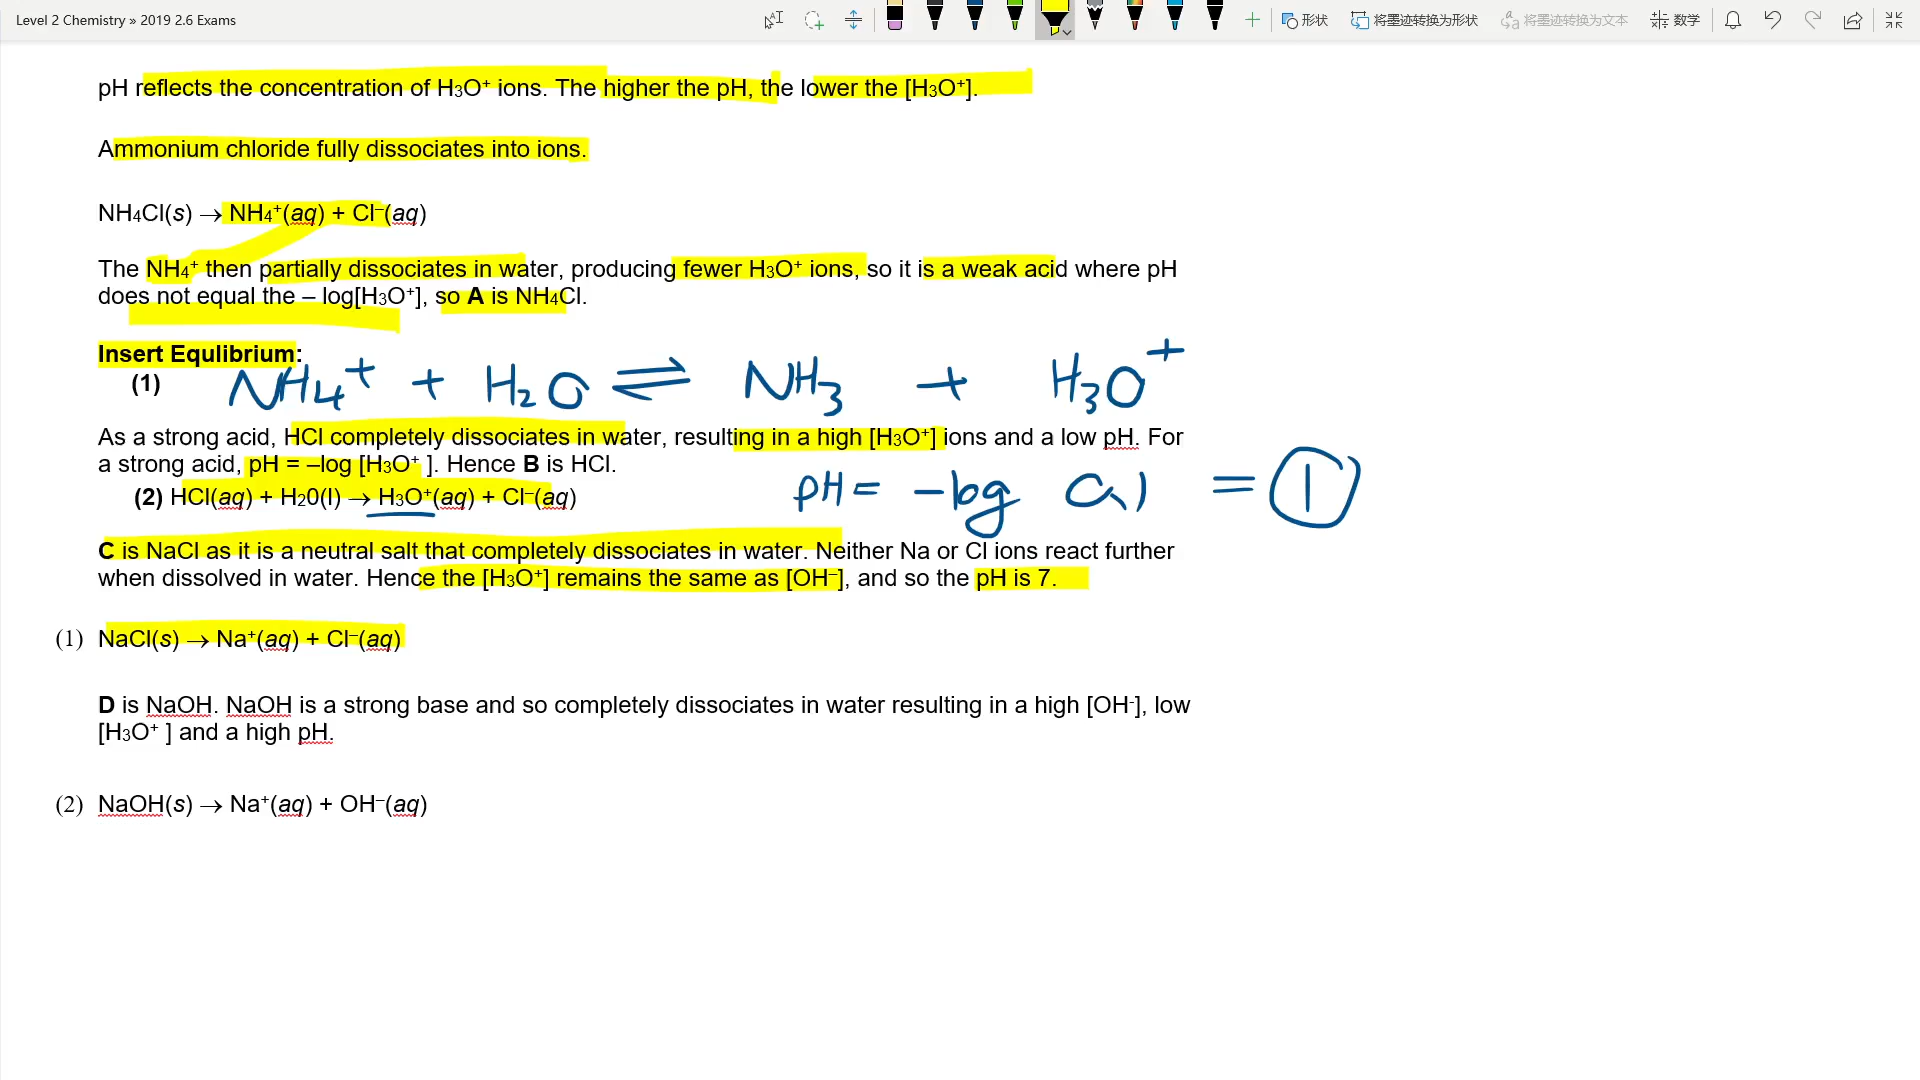 Level 2 Chemistry » 2019 2.6 Exams
形状 将墨迹转换为形状 将墨迹转换为文本 数学
pH reflects the concentration of H₃O⁺ ions. The higher the pH, the lower the [H₃O⁺].
Ammonium chloride fully dissociates into ions.
NH₄Cl(s) → NH₄⁺(aq) + Cl⁻(aq)
The NH₄⁺ then partially dissociates in water, producing fewer H₃O⁺ ions, so it is a weak acid where pH
does not equal the – log[H₃O⁺], so A is NH₄Cl.
Insert Equlibrium:
(1) NH₄⁺ + H₂O ⇌ NH₃ + H₃O⁺
As a strong acid, HCl completely dissociates in water, resulting in a high [H₃O⁺] ions and a low pH. For
a strong acid, pH = –log [H₃O⁺ ]. Hence B is HCl.
(2) HCl(aq) + H₂0(l) → H₃O⁺(aq) + Cl⁻(aq)
pH = -log 0.1 = 1
C is NaCl as it is a neutral salt that completely dissociates in water. Neither Na or Cl ions react further
when dissolved in water. Hence the [H₃O⁺] remains the same as [OH⁻], and so the pH is 7.
(1) NaCl(s) → Na⁺(aq) + Cl⁻(aq)
D is NaOH. NaOH is a strong base and so completely dissociates in water resulting in a high [OH⁻], low
[H₃O⁺ ] and a high pH.
(2) NaOH(s) → Na⁺(aq) + OH⁻(aq)